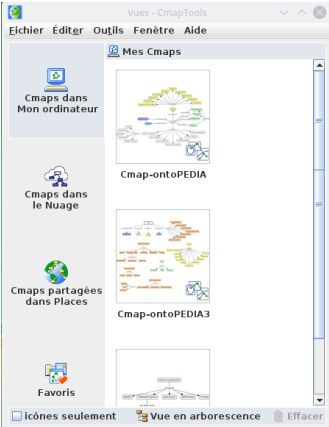 Vues - CmapTools
Fichier Éditer Outils Fenêtre Aide
Mes Cmaps
Cmaps dans
Mon ordinateur
Cmaps dans
le Nuage
Cmaps partagées
dans Places
Favoris
Cmap-ontoPEDIA
Cmap-ontoPEDIA3
icônes seulement
Vue en arborescence
Effacer